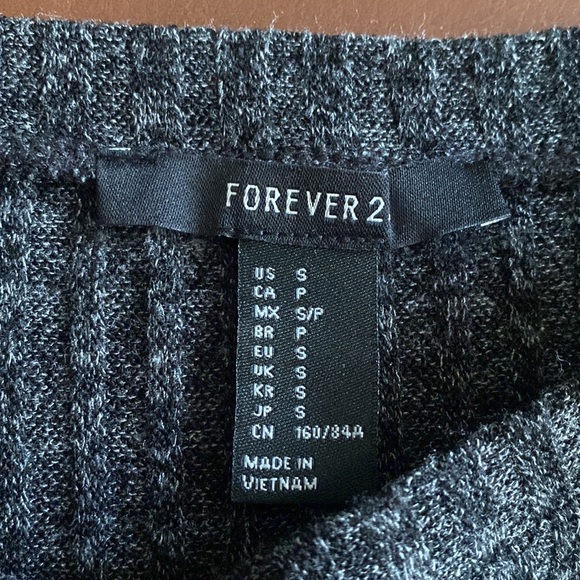 FOREVER 2
US S
CA P
MX S/P
BR P
EU S
UK S
KR S
JP S
CN 160/84A
MADE IN
VIETNAM